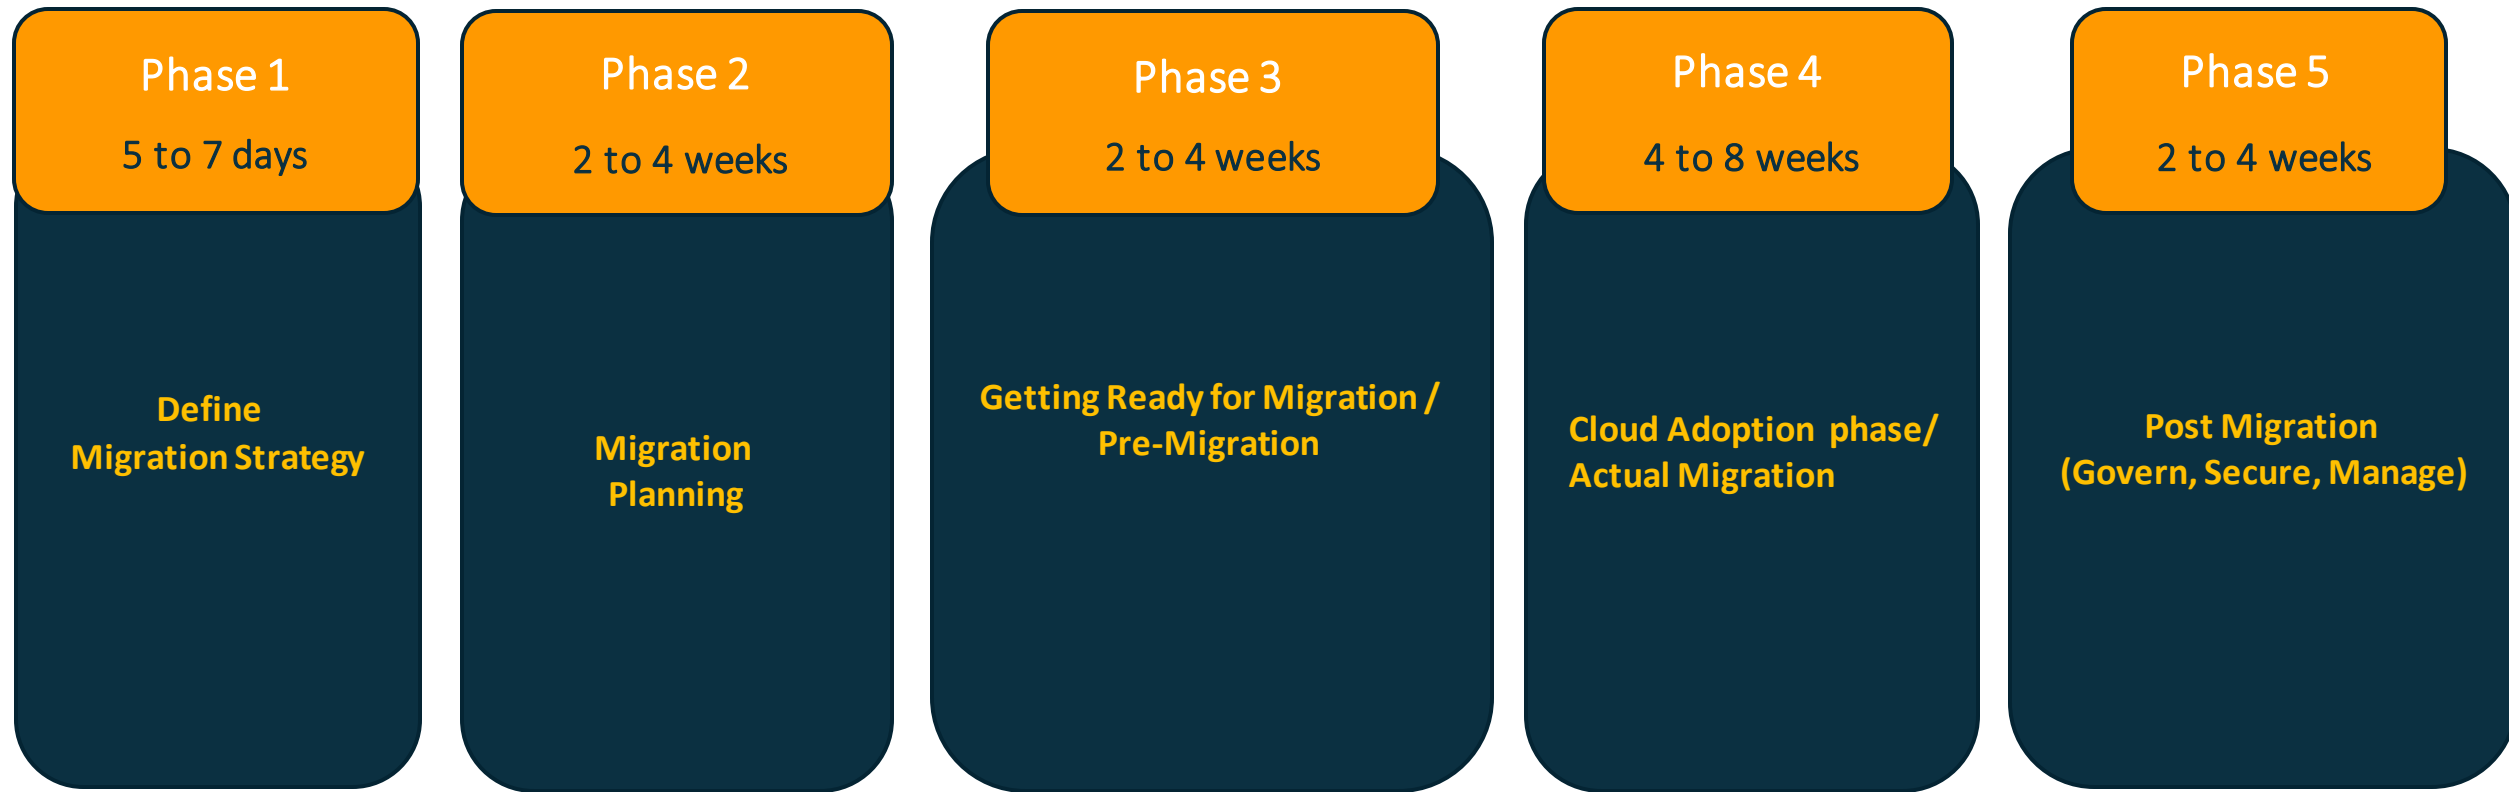 Phase 1
5 to 7 days
Define
Migration Strategy
Phase 2
2 to 4 weeks
Migration
Planning
Phase 3
2 to 4 weeks
Getting Ready for Migration /
Pre-Migration
Phase 4
4 to 8 weeks
Cloud Adoption phase/
Actual Migration
Phase 5
2 to 4 weeks
Post Migration
(Govern, Secure, Manage)